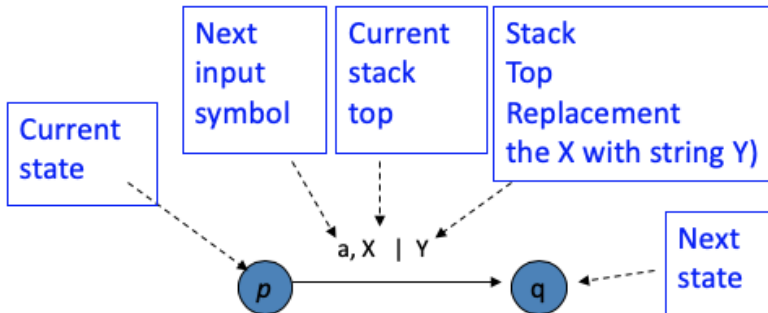 Next
input
symbol
Current
stack
top
Stack
Top
Replacement
the X with string Y)
Current
state
a, X | Y
Next
state
p
q